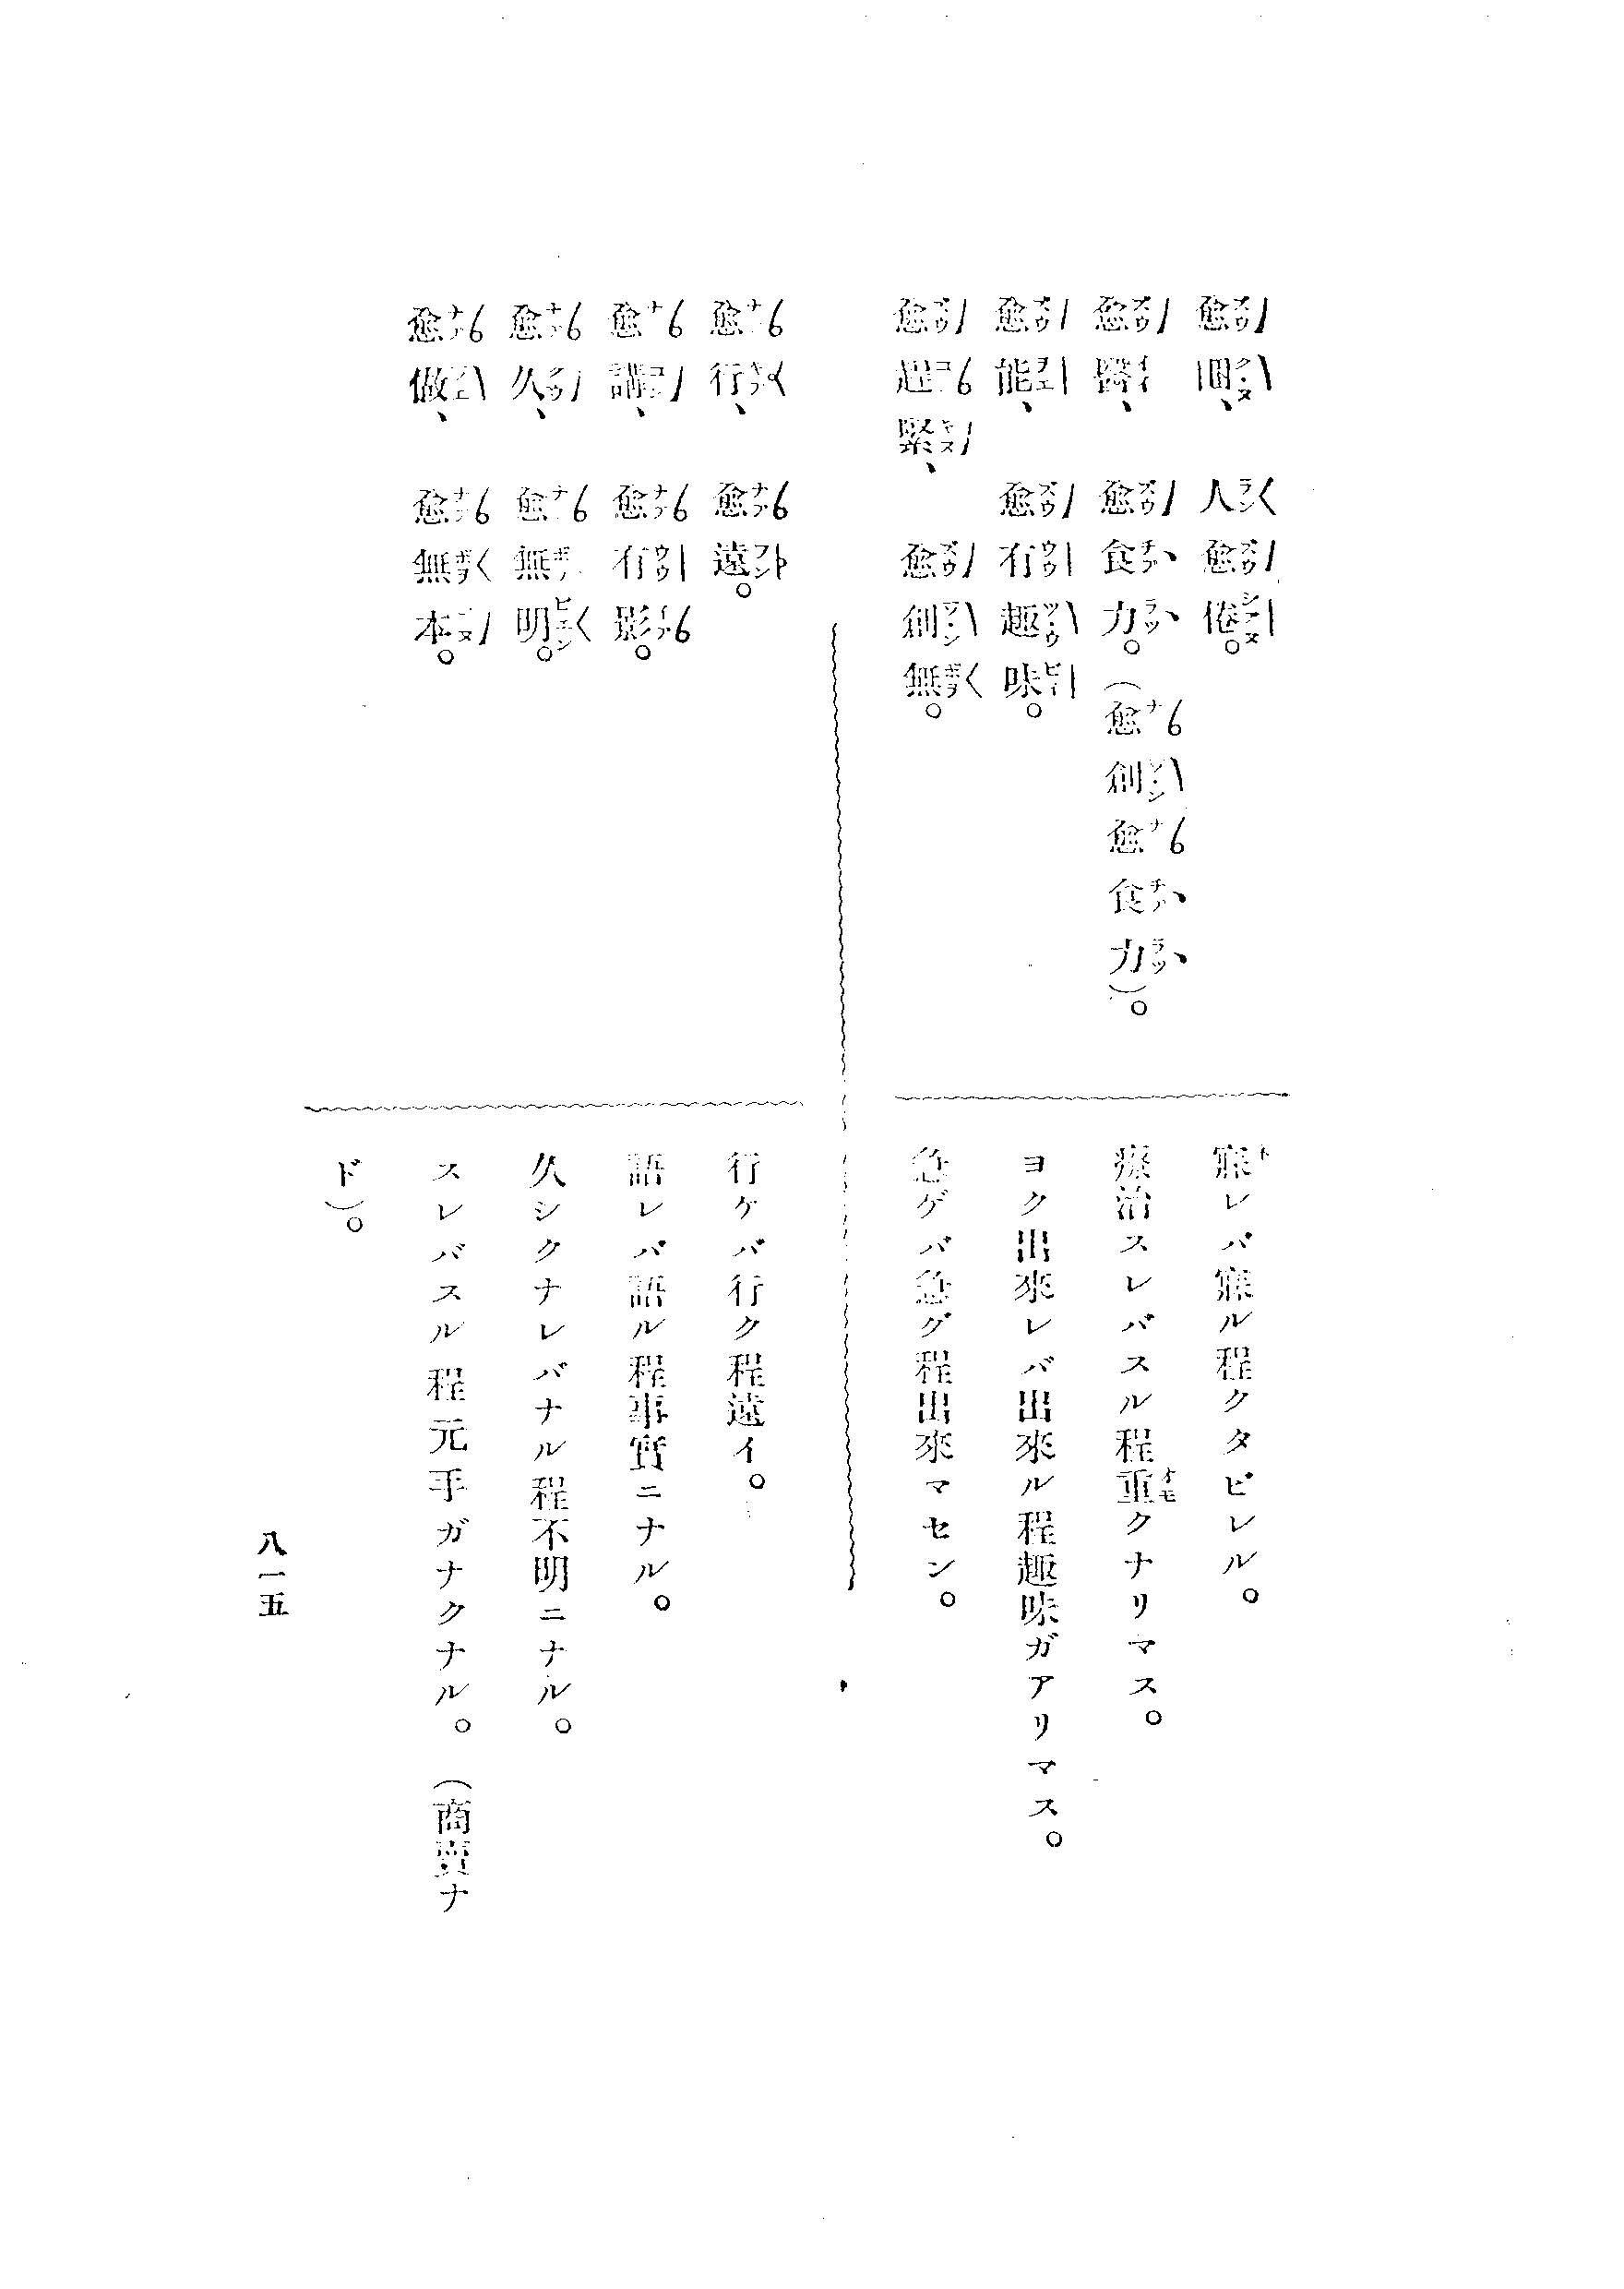 愈困、人愈倦。
愈醫、愈食力。(愈創愈食力)。
愈能、愈有趣味。
愈趕緊、愈創無。
寐レバ寐ル程クタビレル。
療治スレバスル程重クナリマス。
ヨク出來レバ出來ル程趣味ガアリマス。
急ゲバ急グ程出來マセン。
愈行、愈遠。
愈講、愈有影。
愈久、愈無明。
愈做、愈無本。
行ケバ行ク程遠イ。
語レバ語ル程事實ニナル。
久シクナレバナル程不明ニナル。
スレバスル程元手ガナクナル。(商賣ナ
ド)。
八一五